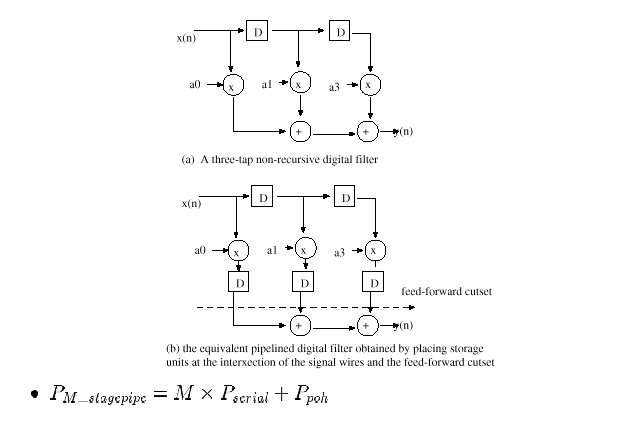 D D
x(n)
a0 x a1 x a3 x
+ + y(n)
(a) A three-tap non-recursive digital filter
D D
x(n)
a0 x a1 x a3 x
D D D
feed-forward cutset
+ + y(n)
(b) the equivalent pipelined digital filter obtained by placing storage
units at the interxection of the signal wires and the feed-forward cutset
• P_{M_stagepipe} = M × P_{serial} + P_{poh}